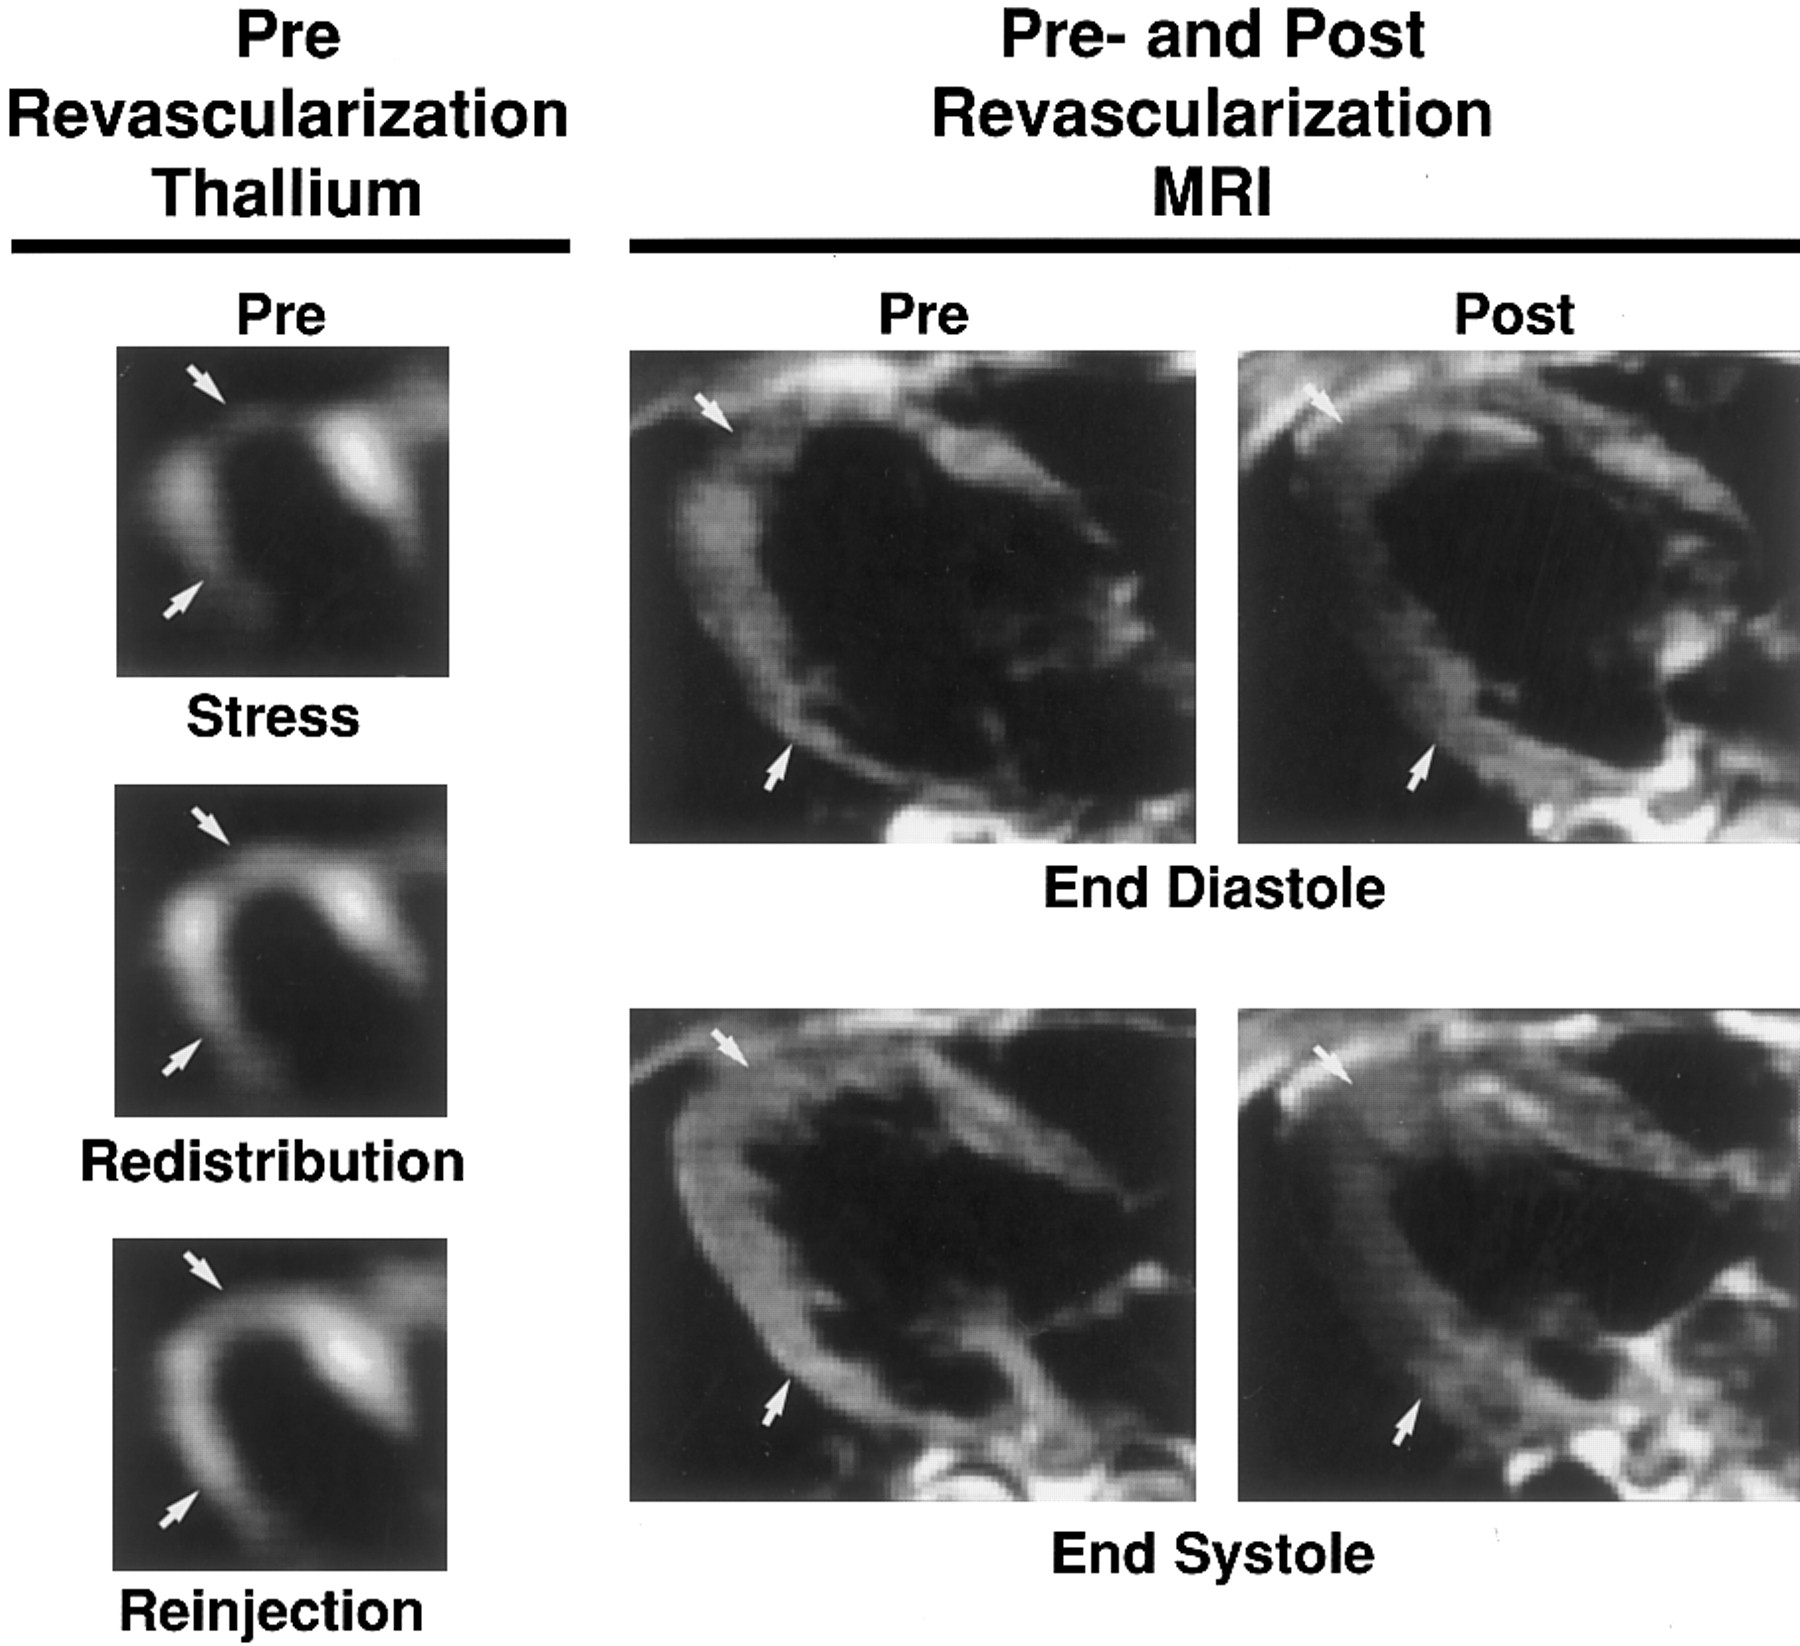 Pre
Revascularization
Thallium
Pre- and Post
Revascularization
MRI
Pre
Stress
Redistribution
Reinjection
Pre
Post
End Diastole
End Systole